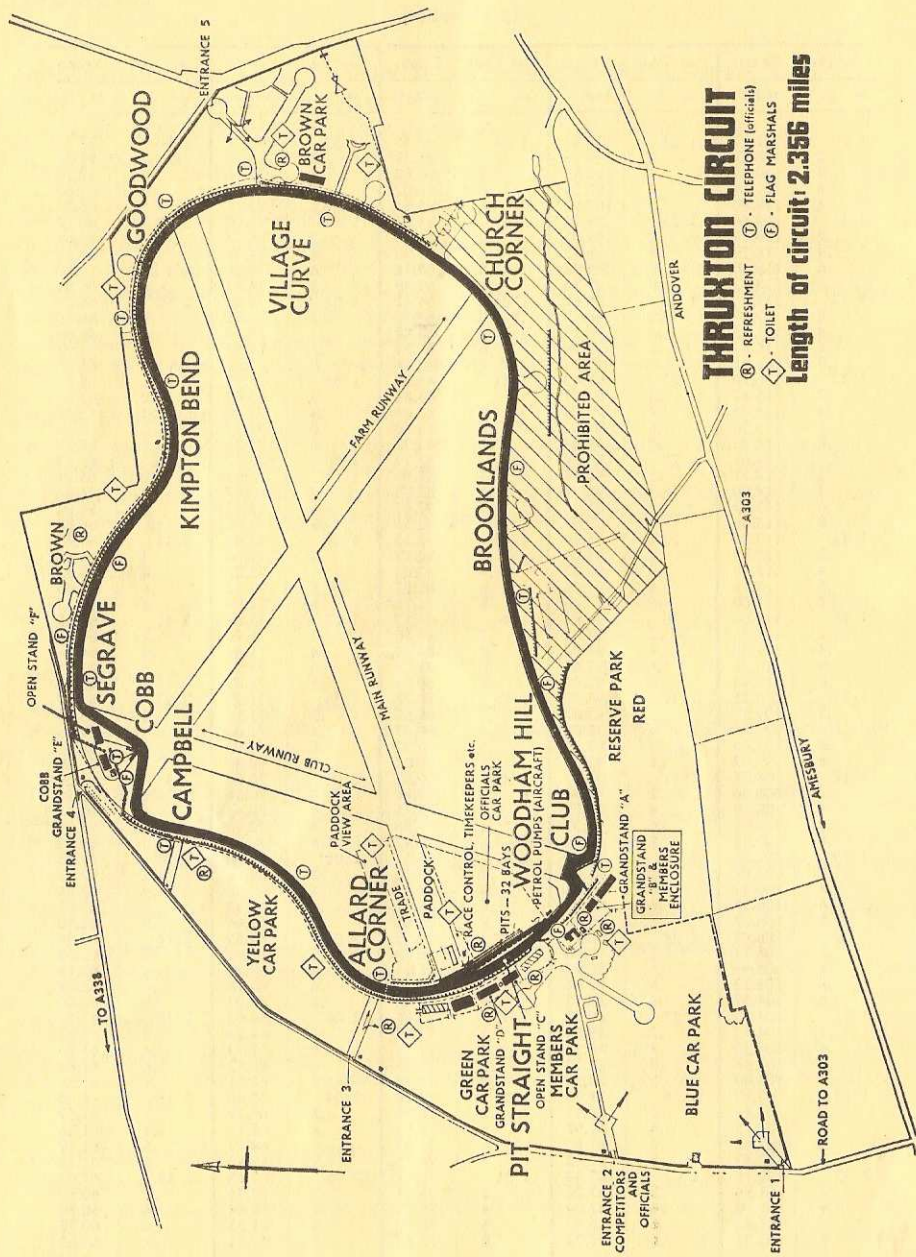 ENTRANCE 5
GOODWOOD
BROWN
CAR PARK
VILLAGE
CURVE
CHURCH
CORNER
KIMPTON BEND
FARM RUNWAY
BROOKLANDS
PROHIBITED AREA
ANDOVER
A303
THRUXTON CIRCUIT
R - REFRESHMENT
T - TELEPHONE (officials)
T - TOILET
F - FLAG MARSHALS
Length of circuit: 2.356 miles
BROWN
OPEN STAND "F"
SEGRAVE
COBB
GRANDSTAND "E"
COBB
ENTRANCE 4
CAMPBELL
CLUB RUNWAY
MAIN RUNWAY
TO A338
YELLOW
CAR PARK
PADDOCK
VIEW AREA
ALLARD
CORNER
TRADE
PADDOCK
RACE CONTROL, TIMEKEEPERS etc.
OFFICIALS
CAR PARK
PITS — 32 BAYS
PETROL PUMPS (AIRCRAFT)
WOODHAM HILL
CLUB
RESERVE PARK
RED
GRANDSTAND "A"
GRANDSTAND
"B" &
MEMBERS
ENCLOSURE
AMESBURY
ENTRANCE 3
GREEN
CAR PARK
GRANDSTAND "D"
PIT STRAIGHT
OPEN STAND "C"
MEMBERS
CAR PARK
BLUE CAR PARK
ENTRANCE 2
COMPETITORS
AND
OFFICIALS
ENTRANCE 1
ROAD TO A303
R
T
F